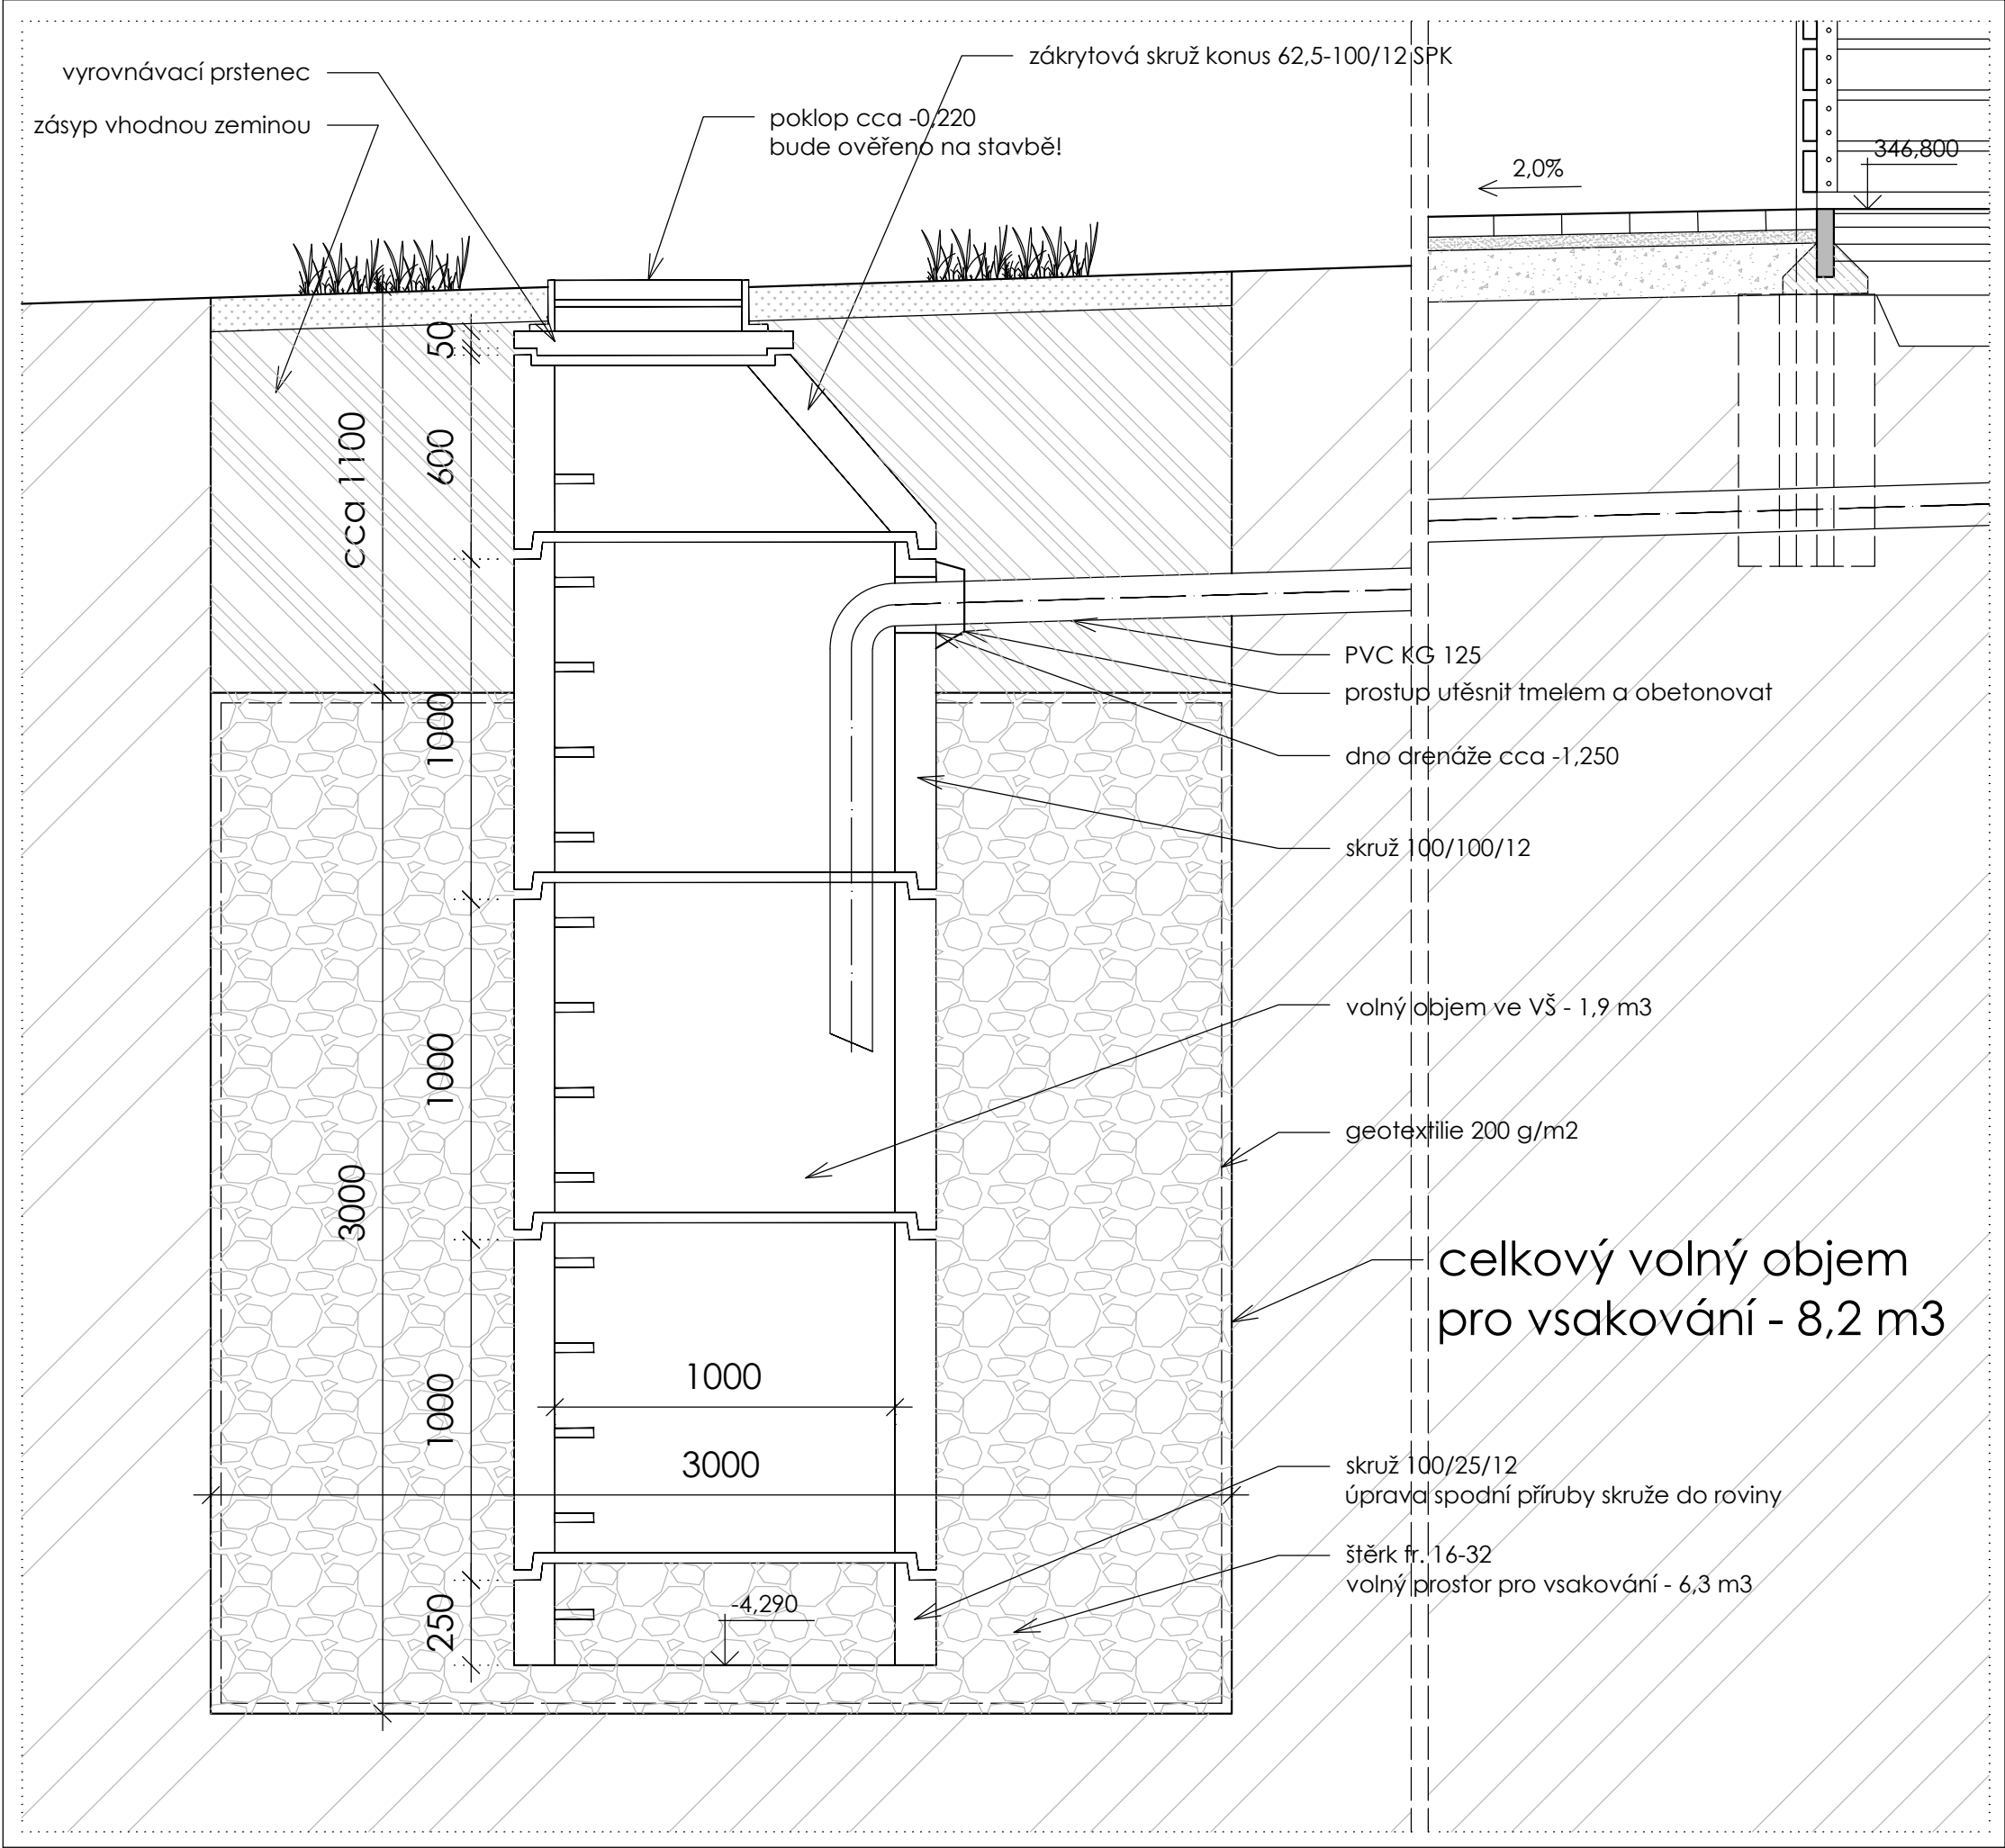 zákrytová skruž konus 62,5-100/12 SPK
vyrovnávací prstenec
poklop cca -0,220
bude ověřeno na stavbě!
zásyp vhodnou zeminou
346,800
2,0%
50
600
cca 1100
PVC KG 125
prostup utěsnit tmelem a obetonovat
1000
dno drenáže cca -1,250
skruž 100/100/12
volný objem ve VŠ - 1,9 m3
1000
geotextilie 200 g/m2
3000
celkový volný objem
pro vsakování - 8,2 m3
1000
1000
3000
skruž 100/25/12
úprava spodní příruby skruže do roviny
štěrk fr. 16-32
volný prostor pro vsakování - 6,3 m3
-4,290
250